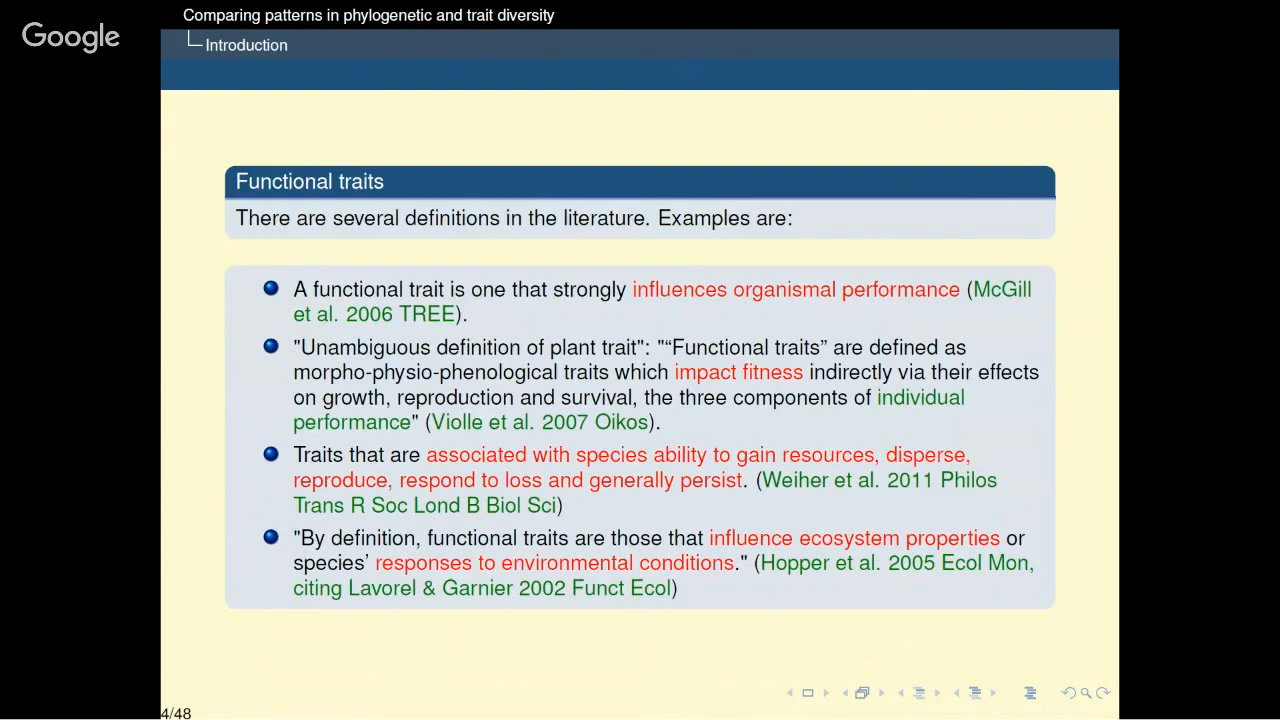 Comparing patterns in phylogenetic and trait diversity
Google
Introduction
Functional traits
There are several definitions in the literature. Examples are:
A functional trait is one that strongly influences organismal performance (McGill
et al. 2006 TREE).
"Unambiguous definition of plant trait": "“Functional traits” are defined as
morpho-physio-phenological traits which impact fitness indirectly via their effects
on growth, reproduction and survival, the three components of individual
performance" (Violle et al. 2007 Oikos).
Traits that are associated with species ability to gain resources, disperse,
reproduce, respond to loss and generally persist. (Weiher et al. 2011 Philos
Trans R Soc Lond B Biol Sci)
"By definition, functional traits are those that influence ecosystem properties or
species’ responses to environmental conditions." (Hopper et al. 2005 Ecol Mon,
citing Lavorel & Garnier 2002 Funct Ecol)
4/48